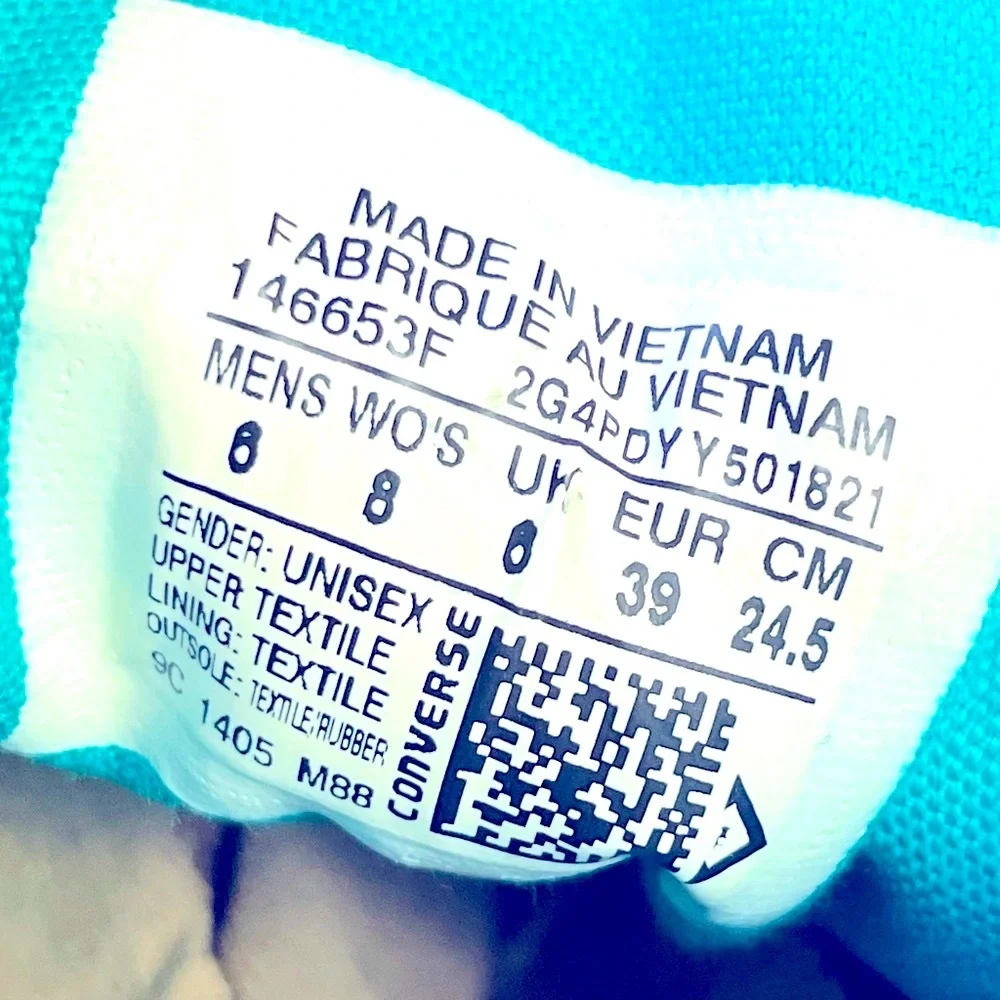 MADE IN VIETNAM
FABRIQUE AU VIETNAM
146653F 2G4PDYY501821
MENS WO'S UK EUR CM
6 8 6 39 24.5
GENDER: UNISEX
UPPER: TEXTILE
LINING: TEXTILE
OUTSOLE: TEXTILE/RUBBER
9C 1405 M88
CONVERSE